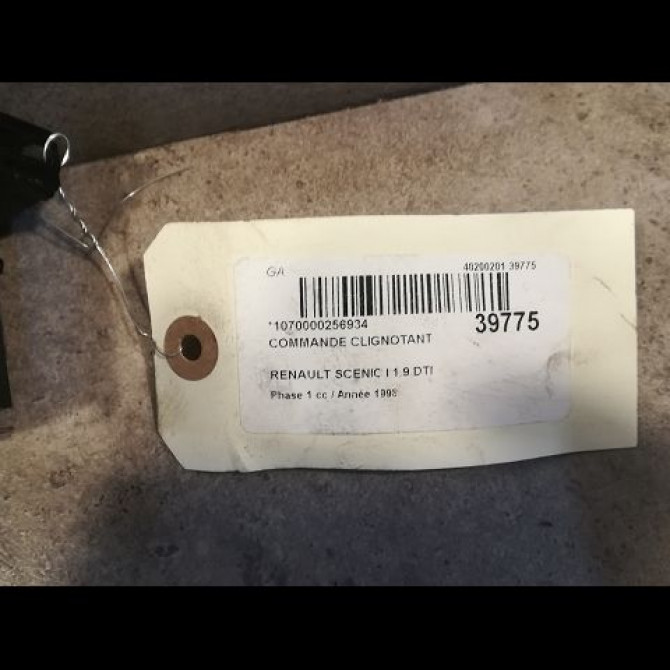 GA 40200201 39775
*1070000256934 39775
COMMANDE CLIGNOTANT
RENAULT SCENIC I 1.9 DTI
Phase 1 cc / Année 1998